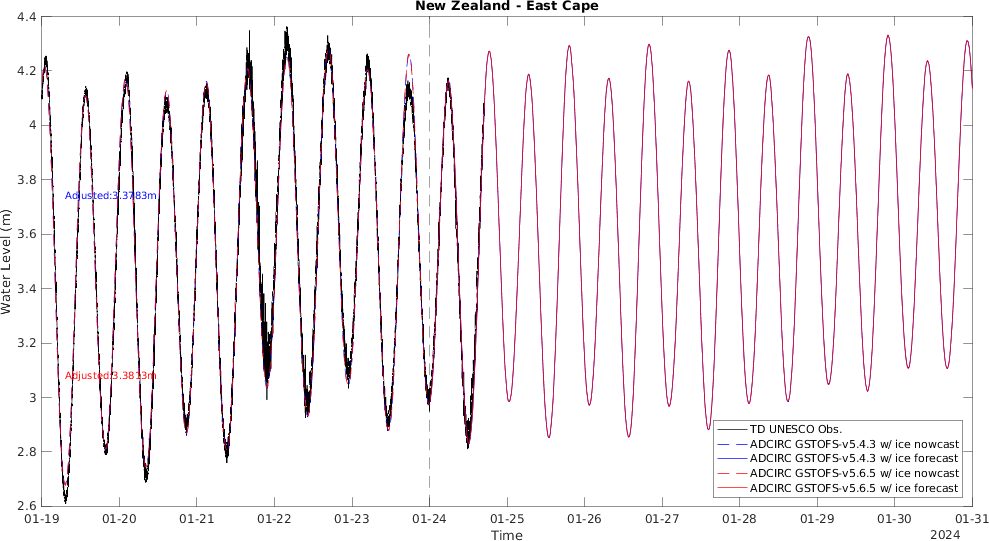 New Zealand - East Cape
Water Level (m)
4.4
4.2
4
3.8
3.6
3.4
3.2
3
2.8
2.6
Adjusted:3.3783m
Adjusted:3.3813m
TD UNESCO Obs.
ADCIRC GSTOFS-v5.4.3 w/ ice nowcast
ADCIRC GSTOFS-v5.4.3 w/ ice forecast
ADCIRC GSTOFS-v5.6.5 w/ ice nowcast
ADCIRC GSTOFS-v5.6.5 w/ ice forecast
01-19 01-20 01-21 01-22 01-23 01-24 01-25 01-26 01-27 01-28 01-29 01-30 01-31
Time
2024